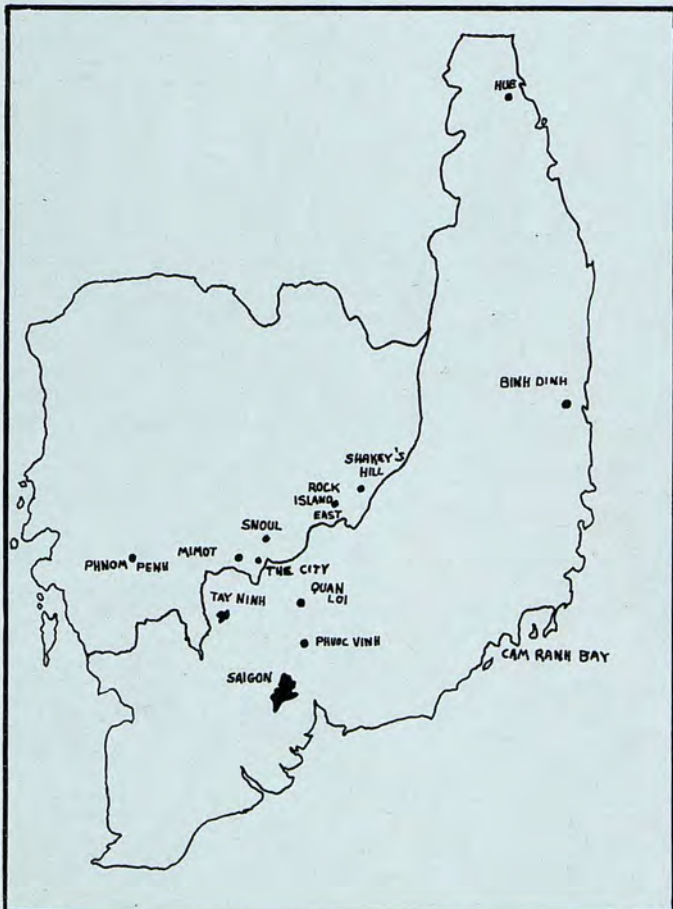 HUE
BINH DINH
SHAKEY'S
HILL
ROCK
ISLAND
EAST
SNOUL
MIMOT
THE CITY
PHNOM PENH
QUAN
LOI
TAY NINH
PHUOC VINH
CAM RANH BAY
SAIGON